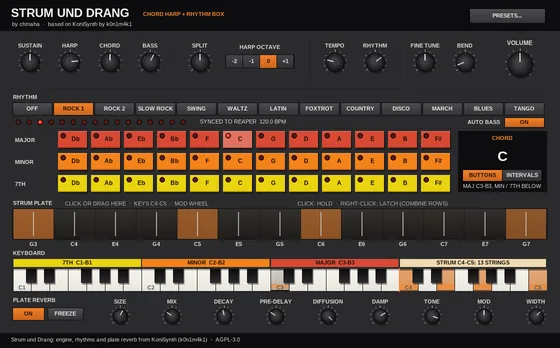 STRUM UND DRANG CHORD HARP + RHYTHM BOX PRESETS...
by chmaha · based on KoniSynth by k0n1m4k1
SUSTAIN HARP CHORD BASS SPLIT HARP OCTAVE TEMPO RHYTHM FINE TUNE BEND VOLUME
-2 -1 0 +1
RHYTHM
OFF ROCK 1 ROCK 2 SLOW ROCK SWING WALTZ LATIN FOXTROT COUNTRY DISCO MARCH BLUES TANGO
SYNCED TO REAPER 120.0 BPM AUTO BASS ON
MAJOR Db Ab Eb Bb F C G D A E B F# CHORD
C
MINOR Db Ab Eb Bb F C G D A E B F#
BUTTONS INTERVALS
7TH Db Ab Eb Bb F C G D A E B F# MAJ C3-B3, MIN / 7TH BELOW
STRUM PLATE CLICK OR DRAG HERE · KEYS C4-C5 · MOD WHEEL CLICK: HOLD · RIGHT-CLICK: LATCH (COMBINE ROWS)
G3 C4 E4 G4 C5 E5 G5 C6 E6 G6 C7 E7 G7
KEYBOARD
7TH C1-B1 MINOR C2-B2 MAJOR C3-B3 STRUM C4-C5: 13 STRINGS
C1 C2 C3 C4 C5
PLATE REVERB SIZE MIX DECAY PRE-DELAY DIFFUSION DAMP TONE MOD WIDTH
ON FREEZE
Strum und Drang: engine, rhythms and plate reverb from KoniSynth (k0n1m4k1) · AGPL-3.0